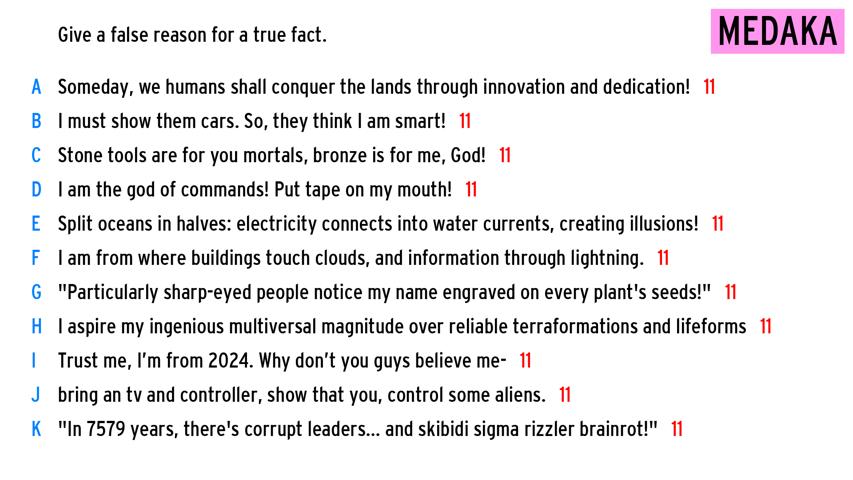 Give a false reason for a true fact.
MEDAKA
A Someday, we humans shall conquer the lands through innovation and dedication! 11
B I must show them cars. So, they think I am smart! 11
C Stone tools are for you mortals, bronze is for me, God! 11
D I am the god of commands! Put tape on my mouth! 11
E Split oceans in halves: electricity connects into water currents, creating illusions! 11
F I am from where buildings touch clouds, and information through lightning. 11
G "Particularly sharp-eyed people notice my name engraved on every plant's seeds!" 11
H I aspire my ingenious multiversal magnitude over reliable terraformations and lifeforms 11
I Trust me, I’m from 2024. Why don’t you guys believe me- 11
J bring an tv and controller, show that you, control some aliens. 11
K "In 7579 years, there's corrupt leaders... and skibidi sigma rizzler brainrot!" 11